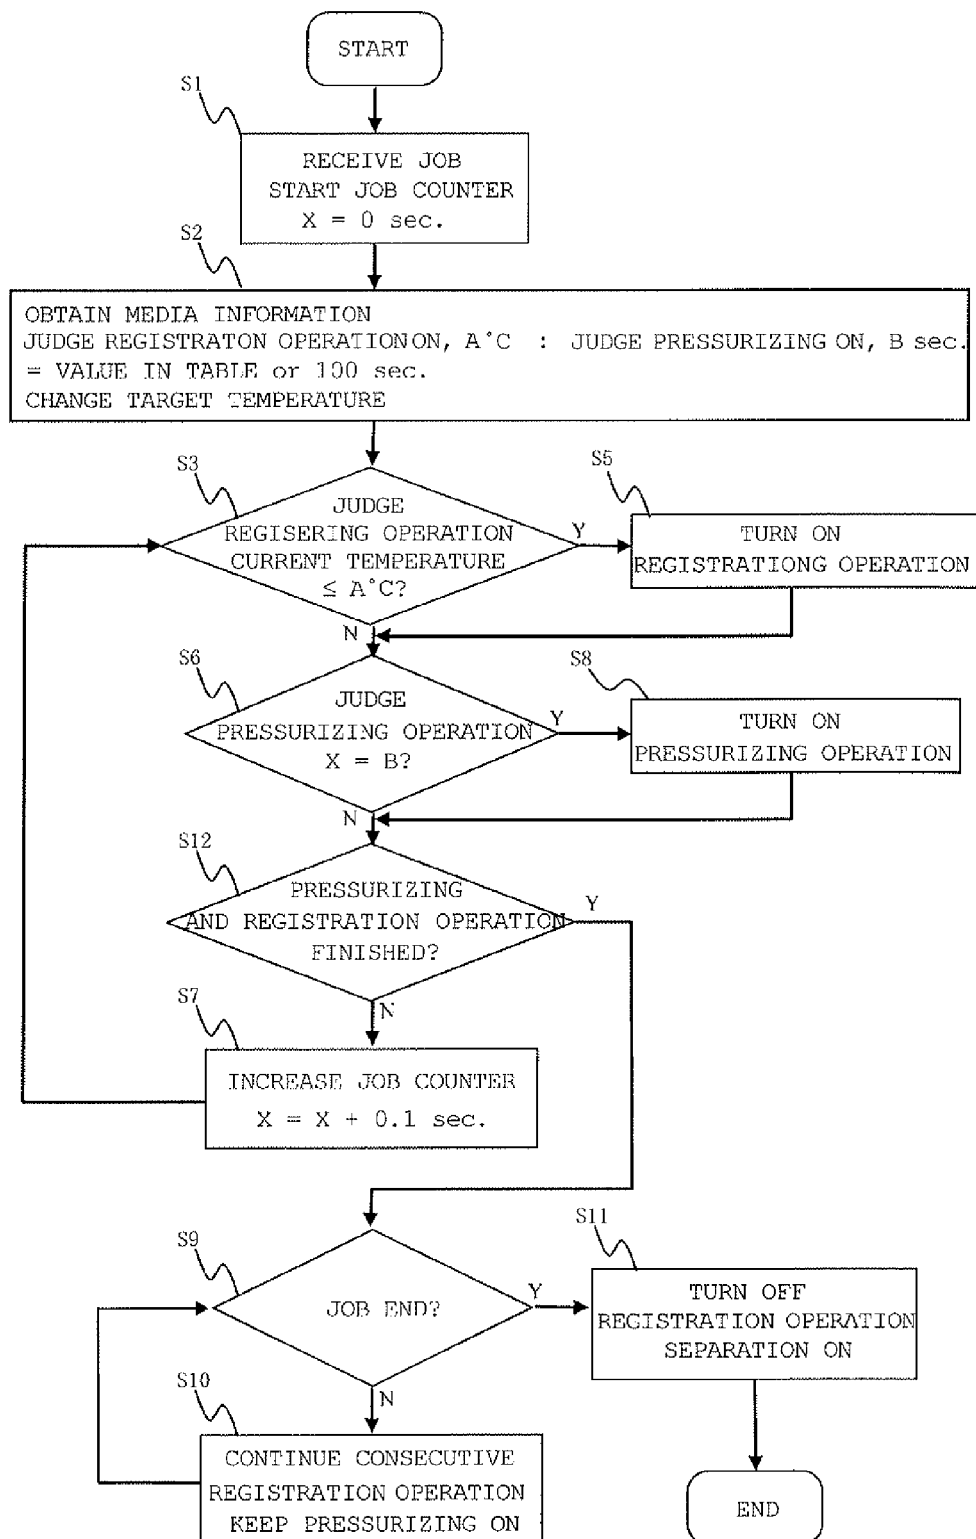 START
S1
RECEIVE JOB
START JOB COUNTER
X = 0 sec.
S2
OBTAIN MEDIA INFORMATION
JUDGE REGISTRATON OPERATION ON, A°C : JUDGE PRESSURIZING ON, B sec.
= VALUE IN TABLE or 100 sec.
CHANGE TARGET TEMPERATURE
S3
JUDGE
REGISERING OPERATION
CURRENT TEMPERATURE
≤ A°C?
Y
N
S5
TURN ON
REGISTRATIONG OPERATION
S6
JUDGE
PRESSURIZING OPERATION
X = B?
Y
N
S8
TURN ON
PRESSURIZING OPERATION
S12
PRESSURIZING
AND REGISTRATION OPERATION
FINISHED?
Y
N
S7
INCREASE JOB COUNTER
X = X + 0.1 sec.
S9
JOB END?
Y
N
S11
TURN OFF
REGISTRATION OPERATION
SEPARATION ON
S10
CONTINUE CONSECUTIVE
REGISTRATION OPERATION
KEEP PRESSURIZING ON
END